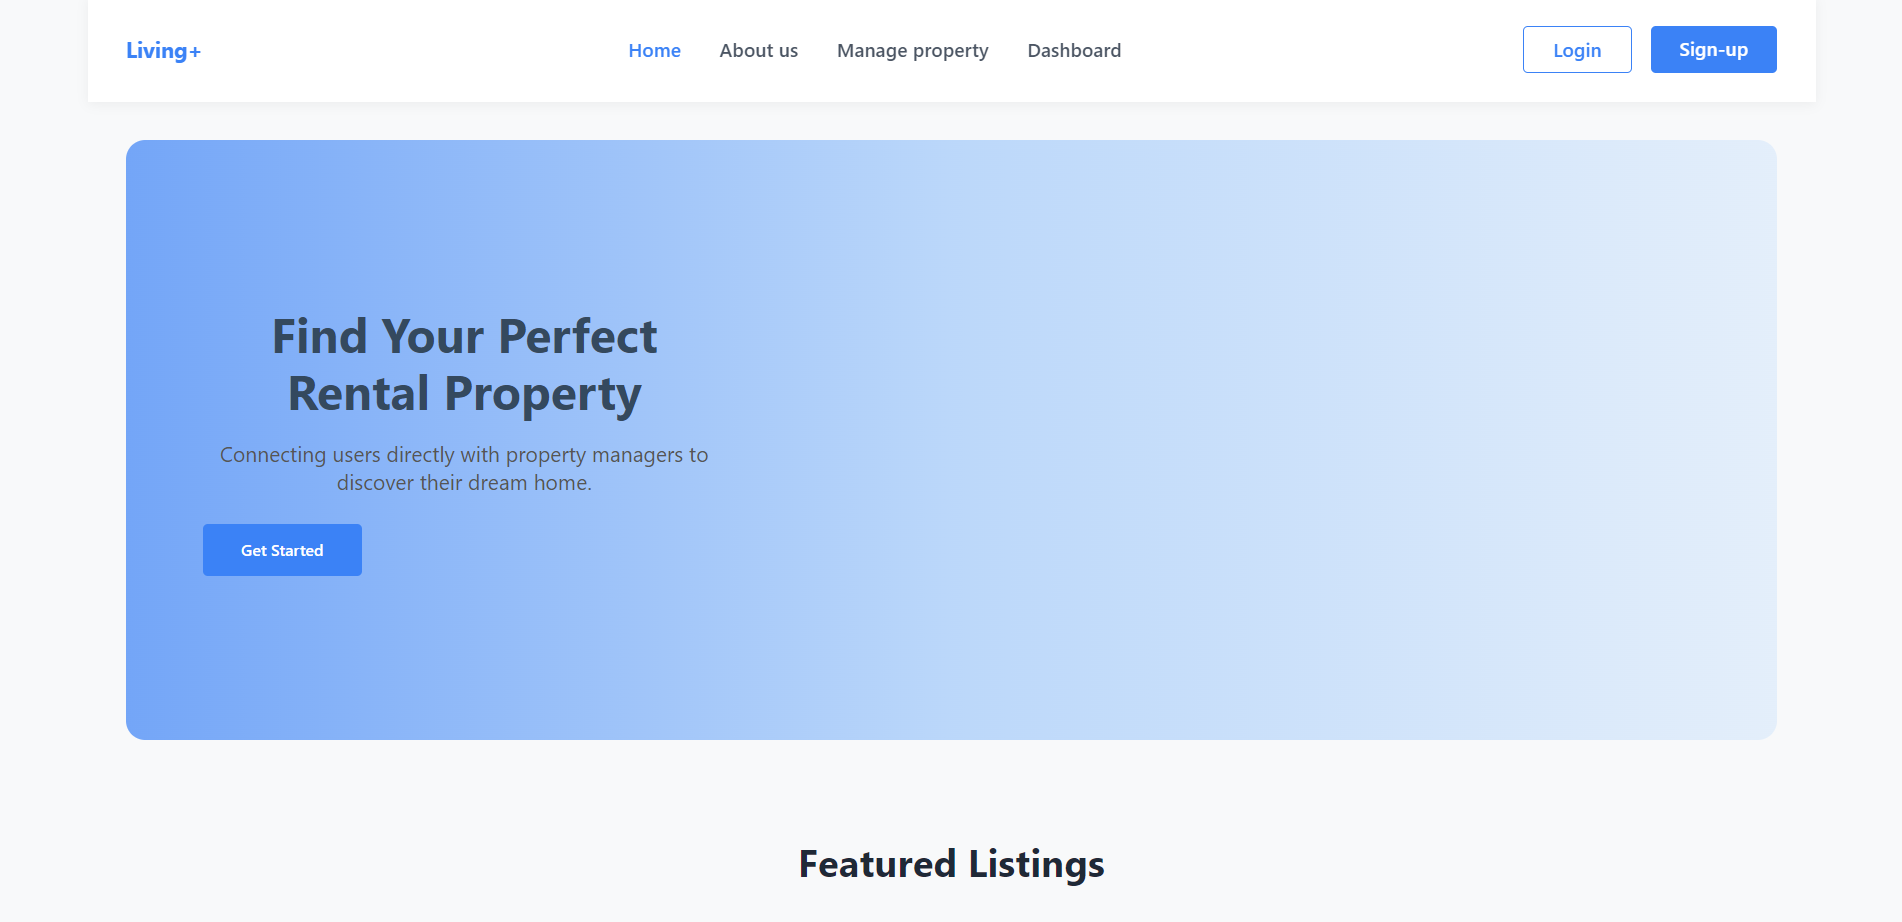 Living+
Home
About us
Manage property
Dashboard
Login
Sign-up
Find Your Perfect
Rental Property
Connecting users directly with property managers to
discover their dream home.
Get Started
Featured Listings